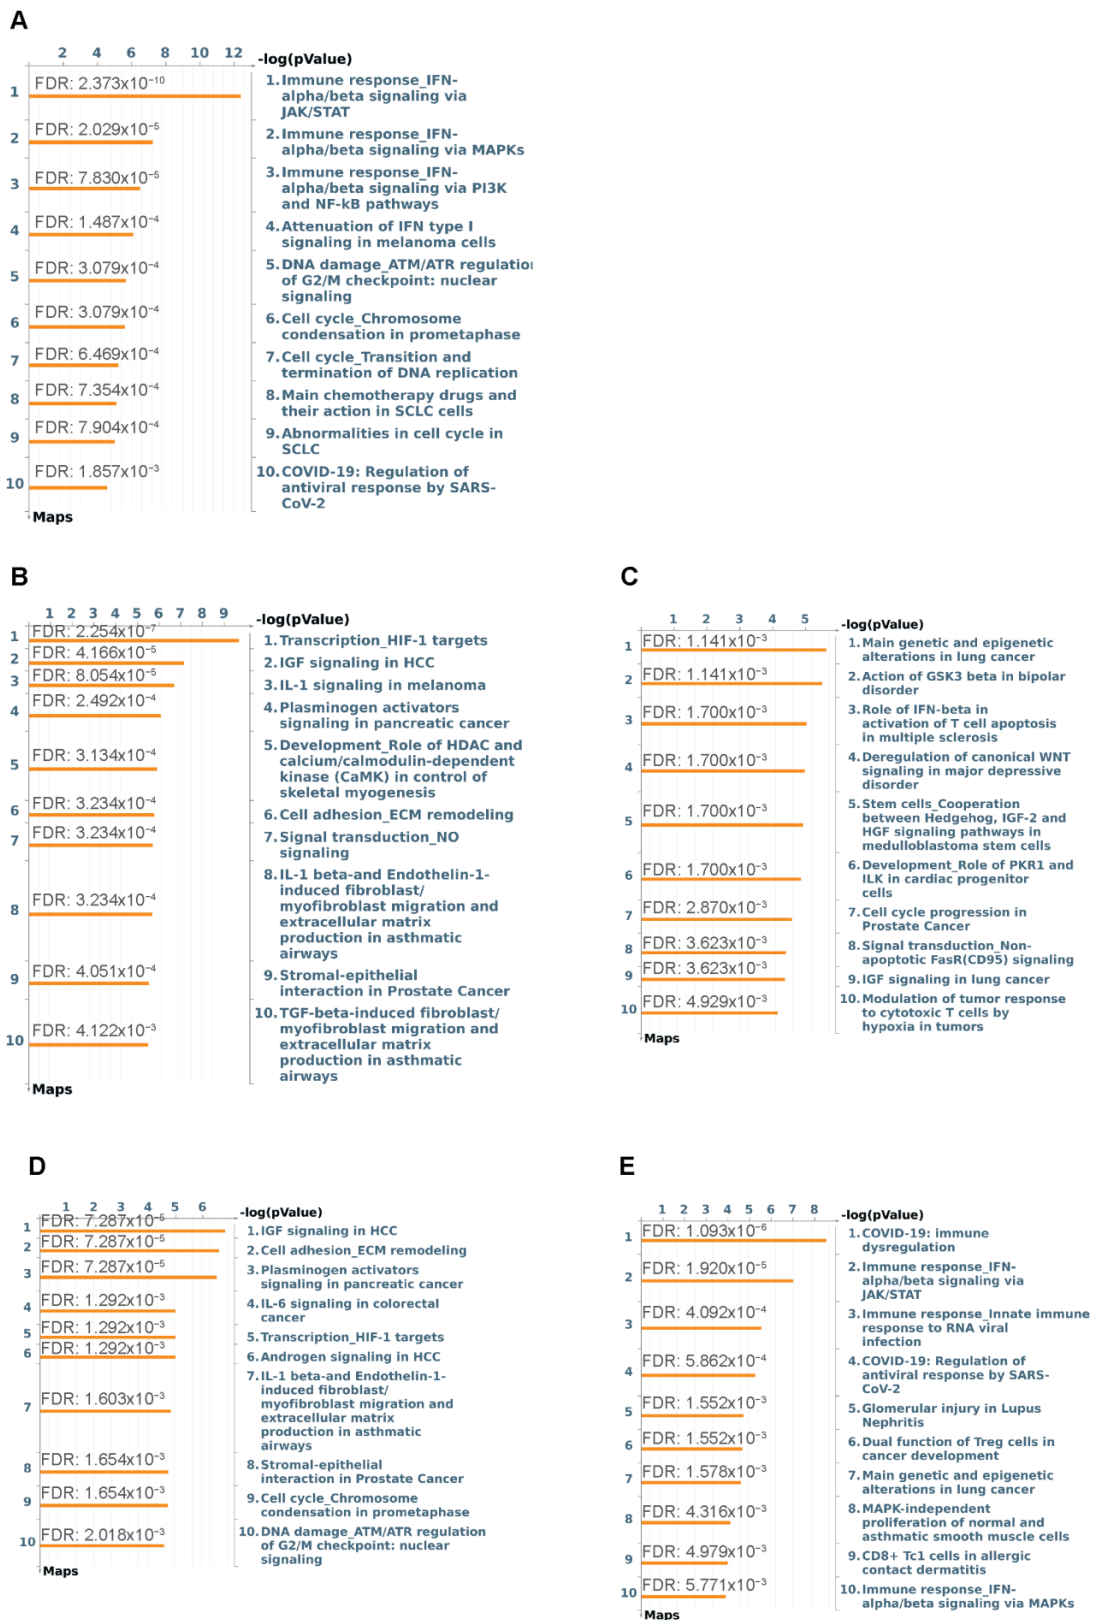 A
2 4 6 8 10 12
-log(pValue)
1 FDR: 2.373x10⁻¹⁰
2 FDR: 2.029x10⁻⁵
3 FDR: 7.830x10⁻⁵
4 FDR: 1.487x10⁻⁴
5 FDR: 3.079x10⁻⁴
6 FDR: 3.079x10⁻⁴
7 FDR: 6.469x10⁻⁴
8 FDR: 7.354x10⁻⁴
9 FDR: 7.904x10⁻⁴
10 FDR: 1.857x10⁻³
Maps
1. Immune response_IFN-
alpha/beta signaling via
JAK/STAT
2. Immune response_IFN-
alpha/beta signaling via MAPKs
3. Immune response_IFN-
alpha/beta signaling via PI3K
and NF-kB pathways
4. Attenuation of IFN type I
signaling in melanoma cells
5. DNA damage_ATM/ATR regulatio
of G2/M checkpoint: nuclear
signaling
6. Cell cycle_Chromosome
condensation in prometaphase
7. Cell cycle_Transition and
termination of DNA replication
8. Main chemotherapy drugs and
their action in SCLC cells
9. Abnormalities in cell cycle in
SCLC
10. COVID-19: Regulation of
antiviral response by SARS-
CoV-2
B
1 2 3 4 5 6 7 8 9
-log(pValue)
1 FDR: 2.254x10⁻⁷
2 FDR: 4.166x10⁻⁵
3 FDR: 8.054x10⁻⁵
4 FDR: 2.492x10⁻⁴
5 FDR: 3.134x10⁻⁴
6 FDR: 3.234x10⁻⁴
7 FDR: 3.234x10⁻⁴
8 FDR: 3.234x10⁻⁴
9 FDR: 4.051x10⁻⁴
10 FDR: 4.122x10⁻³
Maps
1. Transcription_HIF-1 targets
2. IGF signaling in HCC
3. IL-1 signaling in melanoma
4. Plasminogen activators
signaling in pancreatic cancer
5. Development_Role of HDAC and
calcium/calmodulin-dependent
kinase (CaMK) in control of
skeletal myogenesis
6. Cell adhesion_ECM remodeling
7. Signal transduction_NO
signaling
8. IL-1 beta-and Endothelin-1-
induced fibroblast/
myofibroblast migration and
extracellular matrix
production in asthmatic
airways
9. Stromal-epithelial
interaction in Prostate Cancer
10. TGF-beta-induced fibroblast/
myofibroblast migration and
extracellular matrix
production in asthmatic
airways
C
1 2 3 4 5
-log(pValue)
1 FDR: 1.141x10⁻³
2 FDR: 1.141x10⁻³
3 FDR: 1.700x10⁻³
4 FDR: 1.700x10⁻³
5 FDR: 1.700x10⁻³
6 FDR: 1.700x10⁻³
7 FDR: 2.870x10⁻³
8 FDR: 3.623x10⁻³
9 FDR: 3.623x10⁻³
10 FDR: 4.929x10⁻³
Maps
1. Main genetic and epigenetic
alterations in lung cancer
2. Action of GSK3 beta in bipolar
disorder
3. Role of IFN-beta in
activation of T cell apoptosis
in multiple sclerosis
4. Deregulation of canonical WNT
signaling in major depressive
disorder
5. Stem cells_Cooperation
between Hedgehog, IGF-2 and
HGF signaling pathways in
medulloblastoma stem cells
6. Development_Role of PKR1 and
ILK in cardiac progenitor
cells
7. Cell cycle progression in
Prostate Cancer
8. Signal transduction_Non-
apoptotic FasR(CD95) signaling
9. IGF signaling in lung cancer
10. Modulation of tumor response
to cytotoxic T cells by
hypoxia in tumors
D
1 2 3 4 5 6
-log(pValue)
1 FDR: 7.287x10⁻⁵
2 FDR: 7.287x10⁻⁵
3 FDR: 7.287x10⁻⁵
4 FDR: 1.292x10⁻³
5 FDR: 1.292x10⁻³
6 FDR: 1.292x10⁻³
7 FDR: 1.603x10⁻³
8 FDR: 1.654x10⁻³
9 FDR: 1.654x10⁻³
10 FDR: 2.018x10⁻³
Maps
1. IGF signaling in HCC
2. Cell adhesion_ECM remodeling
3. Plasminogen activators
signaling in pancreatic cancer
4. IL-6 signaling in colorectal
cancer
5. Transcription_HIF-1 targets
6. Androgen signaling in HCC
7. IL-1 beta-and Endothelin-1-
induced fibroblast/
myofibroblast migration and
extracellular matrix
production in asthmatic
airways
8. Stromal-epithelial
interaction in Prostate Cancer
9. Cell cycle_Chromosome
condensation in prometaphase
10. DNA damage_ATM/ATR regulation
of G2/M checkpoint: nuclear
signaling
E
1 2 3 4 5 6 7 8
-log(pValue)
1 FDR: 1.093x10⁻⁶
2 FDR: 1.920x10⁻⁵
3 FDR: 4.092x10⁻⁴
4 FDR: 5.862x10⁻⁴
5 FDR: 1.552x10⁻³
6 FDR: 1.552x10⁻³
7 FDR: 1.578x10⁻³
8 FDR: 4.316x10⁻³
9 FDR: 4.979x10⁻³
10 FDR: 5.771x10⁻³
Maps
1. COVID-19: immune
dysregulation
2. Immune response_IFN-
alpha/beta signaling via
JAK/STAT
3. Immune response_Innate immune
response to RNA viral
infection
4. COVID-19: Regulation of
antiviral response by SARS-
CoV-2
5. Glomerular injury in Lupus
Nephritis
6. Dual function of Treg cells in
cancer development
7. Main genetic and epigenetic
alterations in lung cancer
8. MAPK-independent
proliferation of normal and
asthmatic smooth muscle cells
9. CD8+ Tc1 cells in allergic
contact dermatitis
10. Immune response_IFN-
alpha/beta signaling via MAPKs